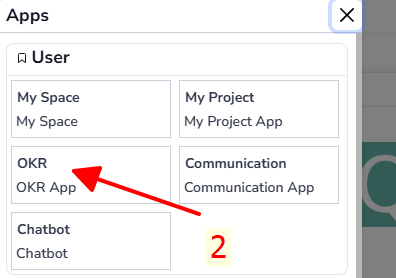 Apps
User
My Space
My Space
My Project
My Project App
OKR
OKR App
Communication
Communication App
Chatbot
Chatbot
2